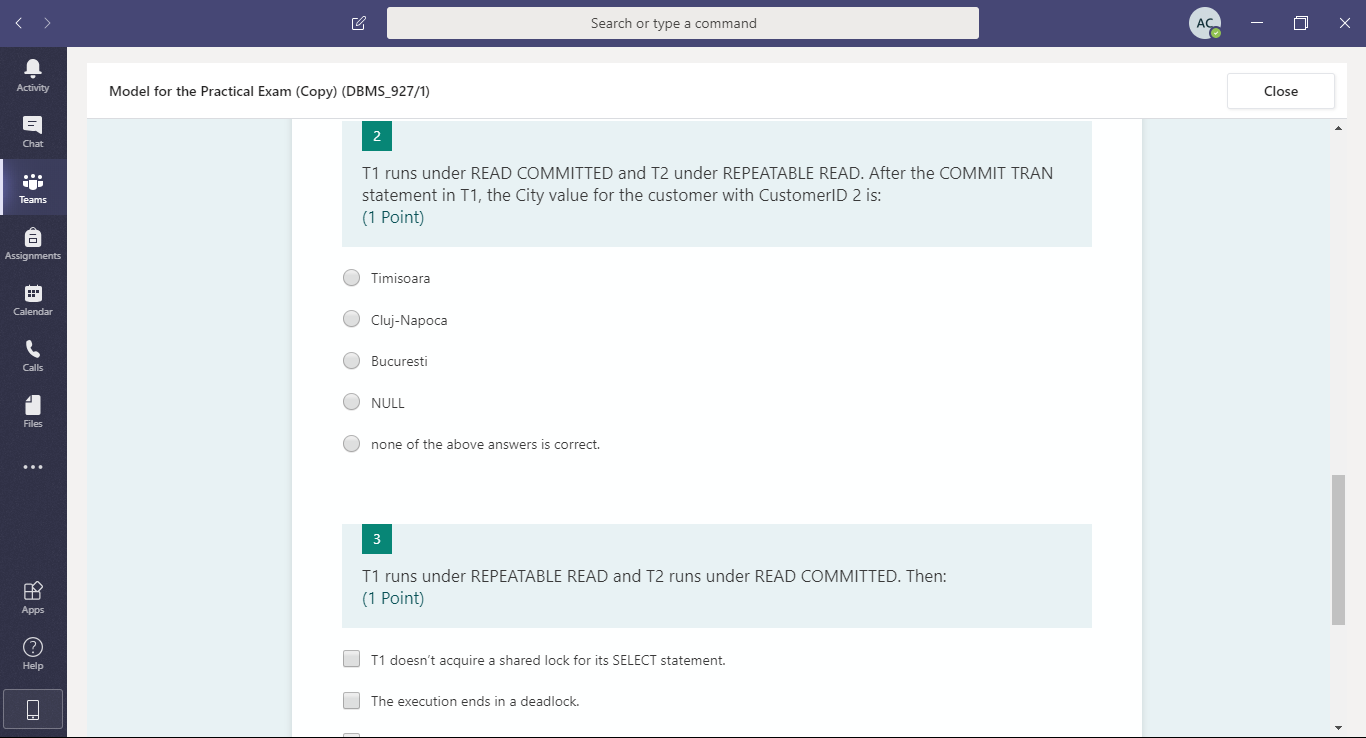 Search or type a command
AC
Activity
Chat
Teams
Assignments
Calendar
Calls
Files
Apps
Help
Model for the Practical Exam (Copy) (DBMS_927/1)
Close
2
T1 runs under READ COMMITTED and T2 under REPEATABLE READ. After the COMMIT TRAN
statement in T1, the City value for the customer with CustomerID 2 is:
(1 Point)
Timisoara
Cluj-Napoca
Bucuresti
NULL
none of the above answers is correct.
3
T1 runs under REPEATABLE READ and T2 runs under READ COMMITTED. Then:
(1 Point)
T1 doesn't acquire a shared lock for its SELECT statement.
The execution ends in a deadlock.